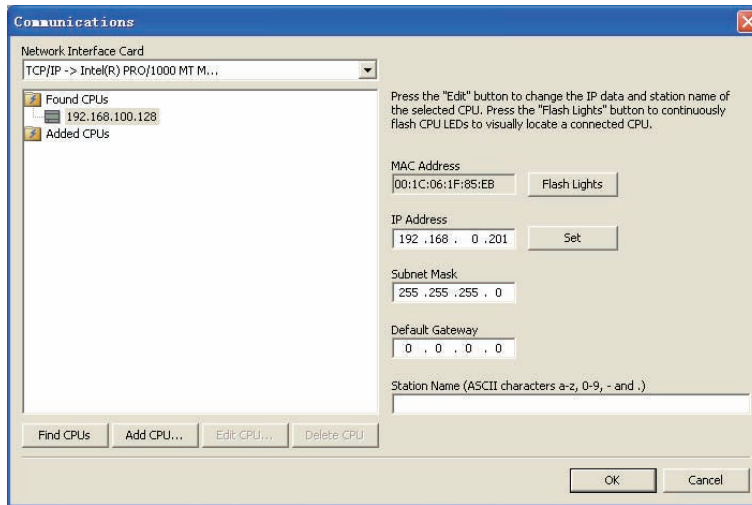 Communications
Network Interface Card
TCP/IP -> Intel(R) PRO/1000 MT M...
Found CPUs
192.168.100.128
Added CPUs
Press the "Edit" button to change the IP data and station name of
the selected CPU. Press the "Flash Lights" button to continuously
flash CPU LEDs to visually locate a connected CPU.
MAC Address
00:1C:06:1F:85:EB
Flash Lights
IP Address
192 .168 . 0 .201
Set
Subnet Mask
255 .255 .255 . 0
Default Gateway
0 . 0 . 0 . 0
Station Name (ASCII characters a-z, 0-9, - and .)
Find CPUs
Add CPU...
Edit CPU...
Delete CPU
OK
Cancel